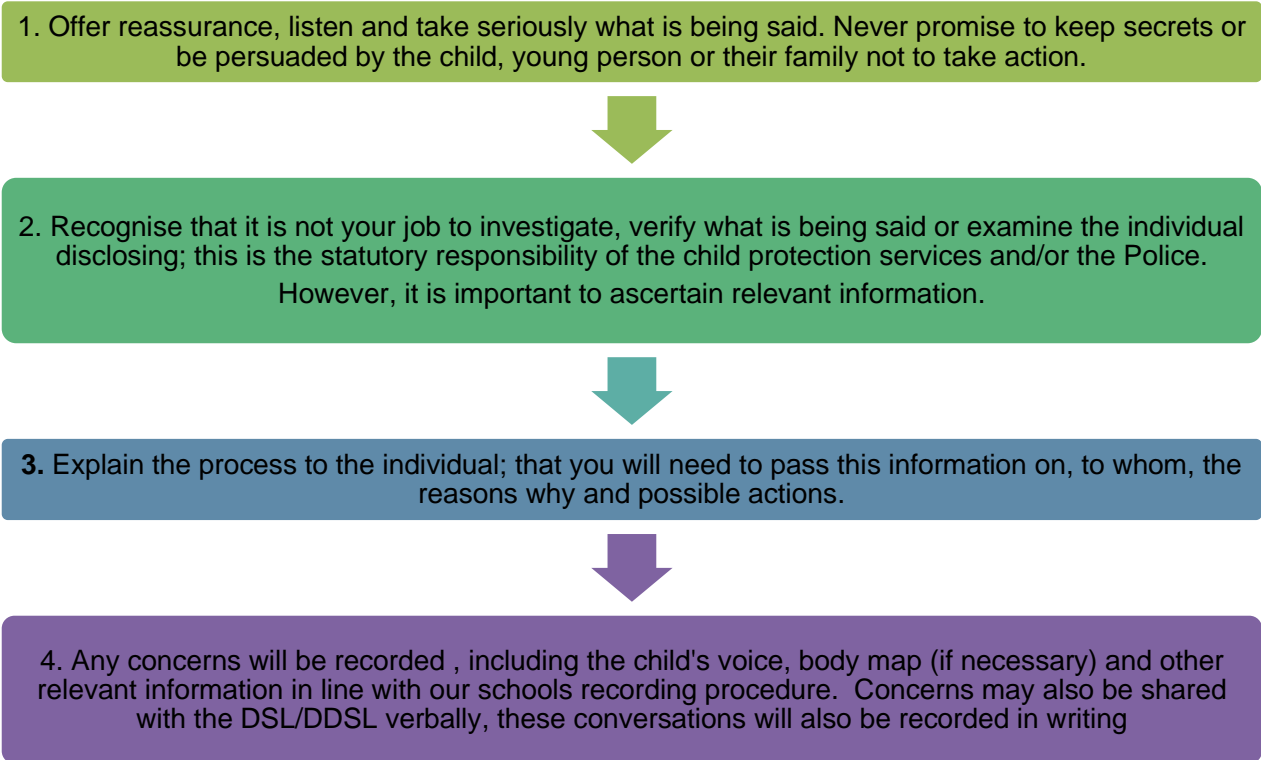 1. Offer reassurance, listen and take seriously what is being said. Never promise to keep secrets or
be persuaded by the child, young person or their family not to take action.
2. Recognise that it is not your job to investigate, verify what is being said or examine the individual
disclosing; this is the statutory responsibility of the child protection services and/or the Police.
However, it is important to ascertain relevant information.
3. Explain the process to the individual; that you will need to pass this information on, to whom, the
reasons why and possible actions.
4. Any concerns will be recorded , including the child's voice, body map (if necessary) and other
relevant information in line with our schools recording procedure.  Concerns may also be shared
with the DSL/DDSL verbally, these conversations will also be recorded in writing